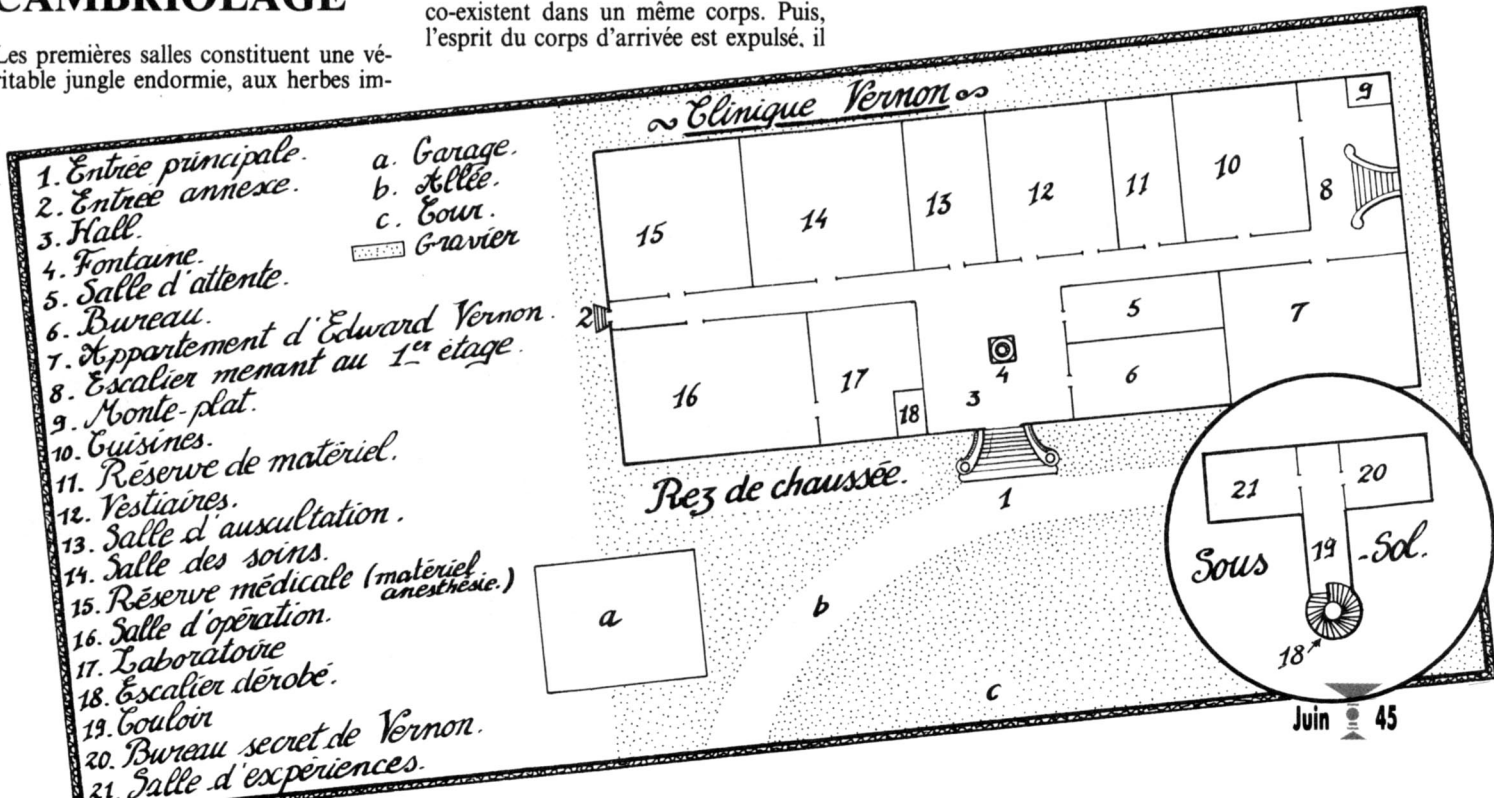 CAMBRIOLAGE
Les premières salles constituent une vé-
ritable jungle endormie, aux herbes im-
co-existent dans un même corps. Puis,
l'esprit du corps d'arrivée est expulsé, il
Clinique Vernon
1. Entrée principale.
2. Entrée annexe.
3. Hall.
4. Fontaine.
5. Salle d'attente.
6. Bureau.
7. Appartement d'Edward Vernon.
8. Escalier menant au 1er étage.
9. Monte-plat.
10. Cuisines.
11. Réserve de matériel.
12. Vestiaires.
13. Salle d'auscultation.
14. Salle des soins.
15. Réserve médicale (matériel.
anesthésie.)
16. Salle d'opération.
17. Laboratoire
18. Escalier dérobé.
19. Couloir
20. Bureau secret de Vernon.
21. Salle d'expériences.
a. Garage.
b. Allée.
c. Cour.
Gravier
15
14
13
12
11
10
9
8
2
16
17
18
3
4
5
6
7
Rez de chaussée.
1
a
b
c
21
20
19
Sous-Sol.
18
Juin 45